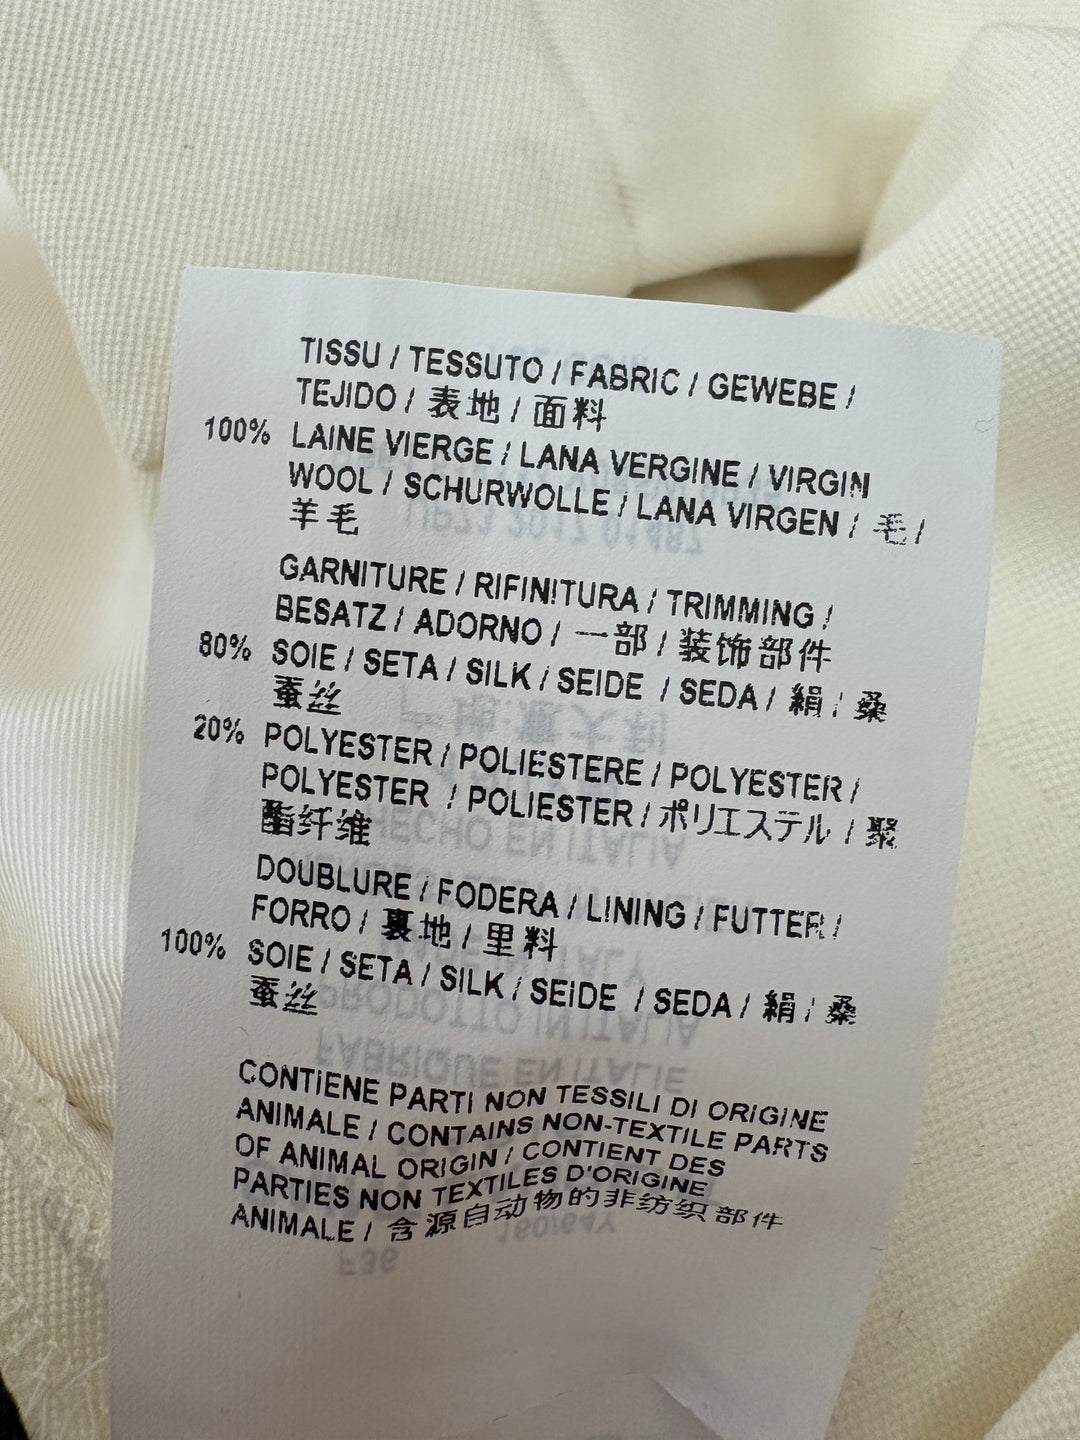 TISSU / TESSUTO / FABRIC / GEWEBE /
TEJIDO / 表地 / 面料
100% LAINE VIERGE / LANA VERGINE / VIRGIN
WOOL / SCHURWOLLE / LANA VIRGEN / 毛 /
羊毛
GARNITURE / RIFINITURA / TRIMMING /
BESATZ / ADORNO / 一部 / 装饰部件
80% SOIE / SETA / SILK / SEIDE / SEDA / 絹 / 桑
蚕丝
20% POLYESTER / POLIESTERE / POLYESTER /
POLYESTER / POLIESTER / ポリエステル / 聚
酯纤维
DOUBLURE / FODERA / LINING / FUTTER /
FORRO / 裏地 / 里料
100% SOIE / SETA / SILK / SEIDE / SEDA / 絹 / 桑
蚕丝
CONTIENE PARTI NON TESSILI DI ORIGINE
ANIMALE / CONTAINS NON-TEXTILE PARTS
OF ANIMAL ORIGIN / CONTIENT DES
PARTIES NON TEXTILES D'ORIGINE
ANIMALE / 含源自动物的非纺织部件